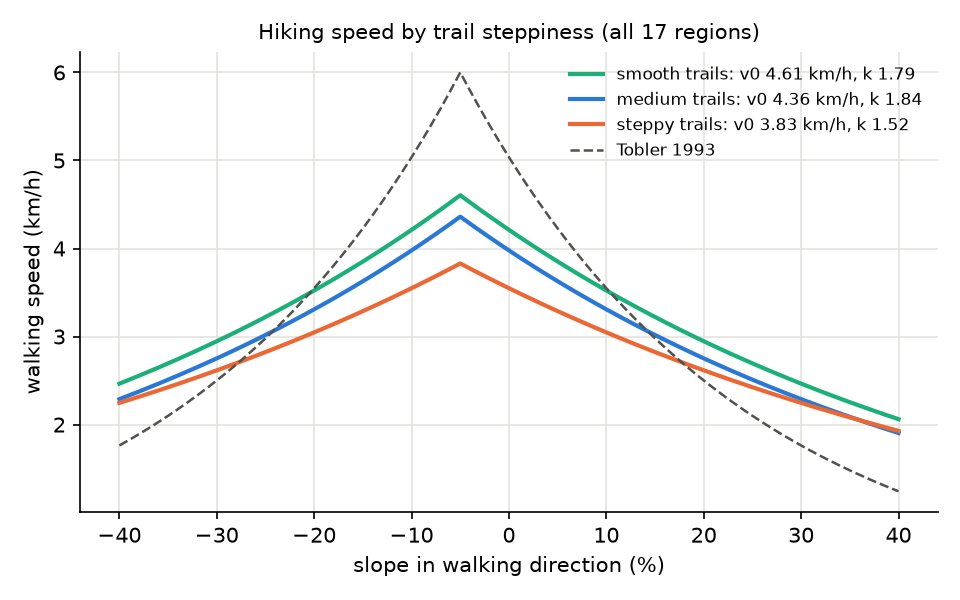 Hiking speed by trail steppiness (all 17 regions)
smooth trails: v0 4.61 km/h, k 1.79
medium trails: v0 4.36 km/h, k 1.84
steppy trails: v0 3.83 km/h, k 1.52
Tobler 1993
walking speed (km/h)
6
5
4
3
2
−40 −30 −20 −10 0 10 20 30 40
slope in walking direction (%)